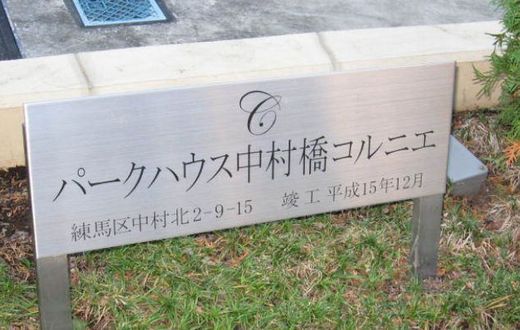 C
パークハウス中村橋コルニエ
練馬区中村北2-9-15 竣工 平成15年12月